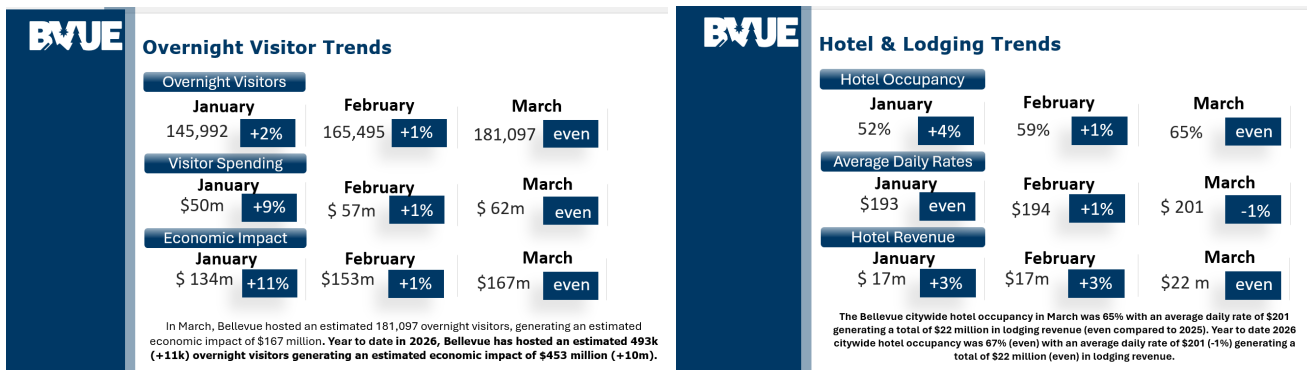 BVUE
Overnight Visitor Trends
Overnight Visitors
January February March
145,992 +2% 165,495 +1% 181,097 even
Visitor Spending
January February March
$50m +9% $ 57m +1% $ 62m even
Economic Impact
January February March
$ 134m +11% $153m +1% $167m even
In March, Bellevue hosted an estimated 181,097 overnight visitors, generating an estimated
economic impact of $167 million. Year to date in 2026, Bellevue has hosted an estimated 493k
(+11k) overnight visitors generating an estimated economic impact of $453 million (+10m).
BVUE
Hotel & Lodging Trends
Hotel Occupancy
January February March
52% +4% 59% +1% 65% even
Average Daily Rates
January February March
$193 even $194 +1% $ 201 -1%
Hotel Revenue
January February March
$ 17m +3% $17m +3% $22 m even
The Bellevue citywide hotel occupancy in March was 65% with an average daily rate of $201
generating a total of $22 million in lodging revenue (even compared to 2025). Year to date 2026
citywide hotel occupancy was 67% (even) with an average daily rate of $201 (-1%) generating a
total of $22 million (even) in lodging revenue.